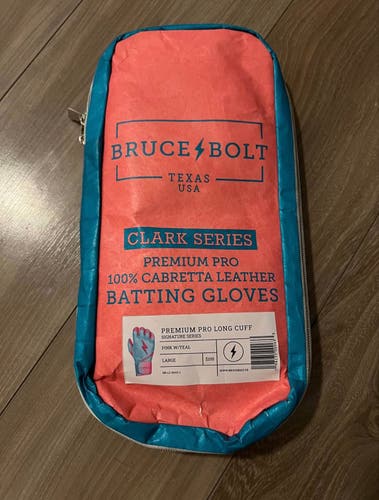 BRUCE BOLT
TEXAS
USA
CLARK SERIES
PREMIUM PRO
100% CABRETTA LEATHER
BATTING GLOVES
PREMIUM PRO LONG CUFF
SIGNATURE SERIES
PINK W/TEAL
LARGE